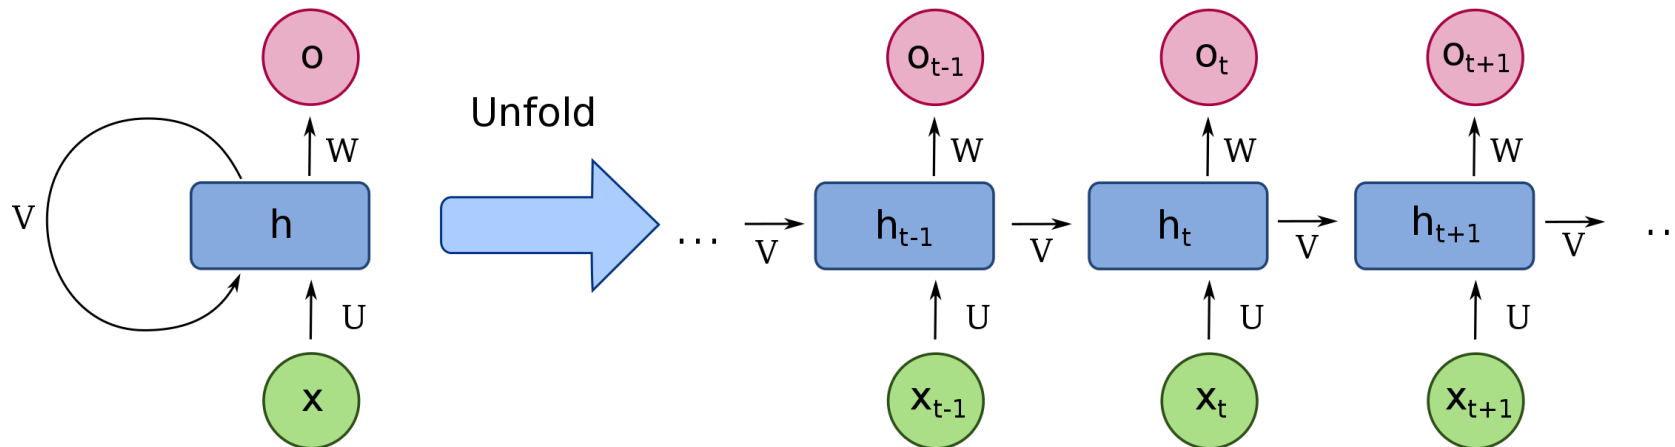 o o_{t-1} o_t o_{t+1}
Unfold
W W W W
V h ... V h_{t-1} V h_t V h_{t+1} V ..
U U U U
x x_{t-1} x_t x_{t+1}